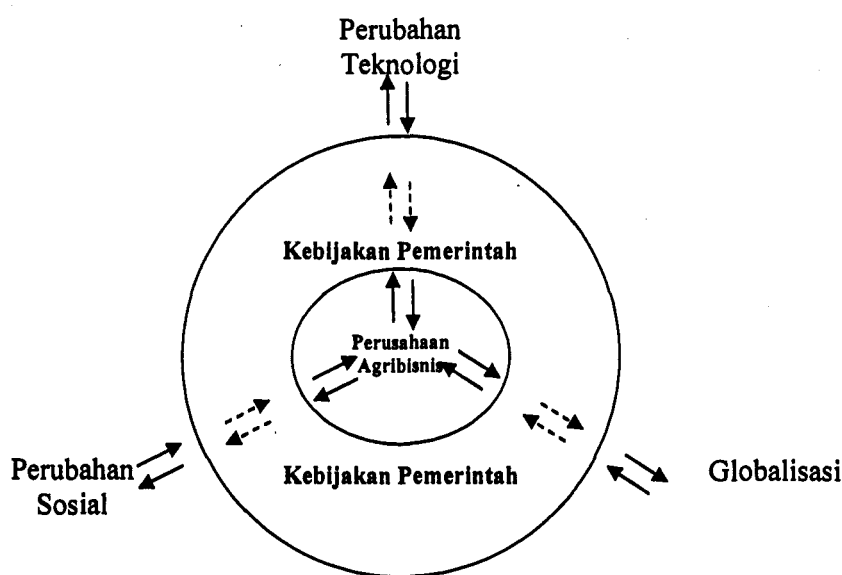 Perubahan
Teknologi
Kebijakan Pemerintah
Perusahaan
Agribisnis
Perubahan
Sosial
Kebijakan Pemerintah
Globalisasi